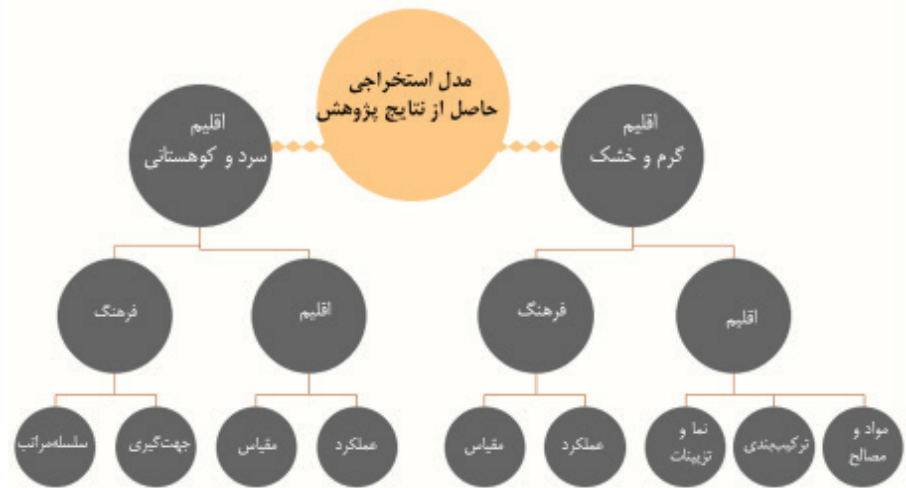 مدل استخراجی
حاصل از نتایج پژوهش
اقلیم
گرم و خشک
اقلیم
سرد و کوهستانی
اقلیم
فرهنگ
اقلیم
فرهنگ
مواد و
مصالح
ترکیب‌بندی
نما و
تزیینات
عملکرد
مقیاس
عملکرد
مقیاس
جهت‌گیری
سلسله‌مراتب